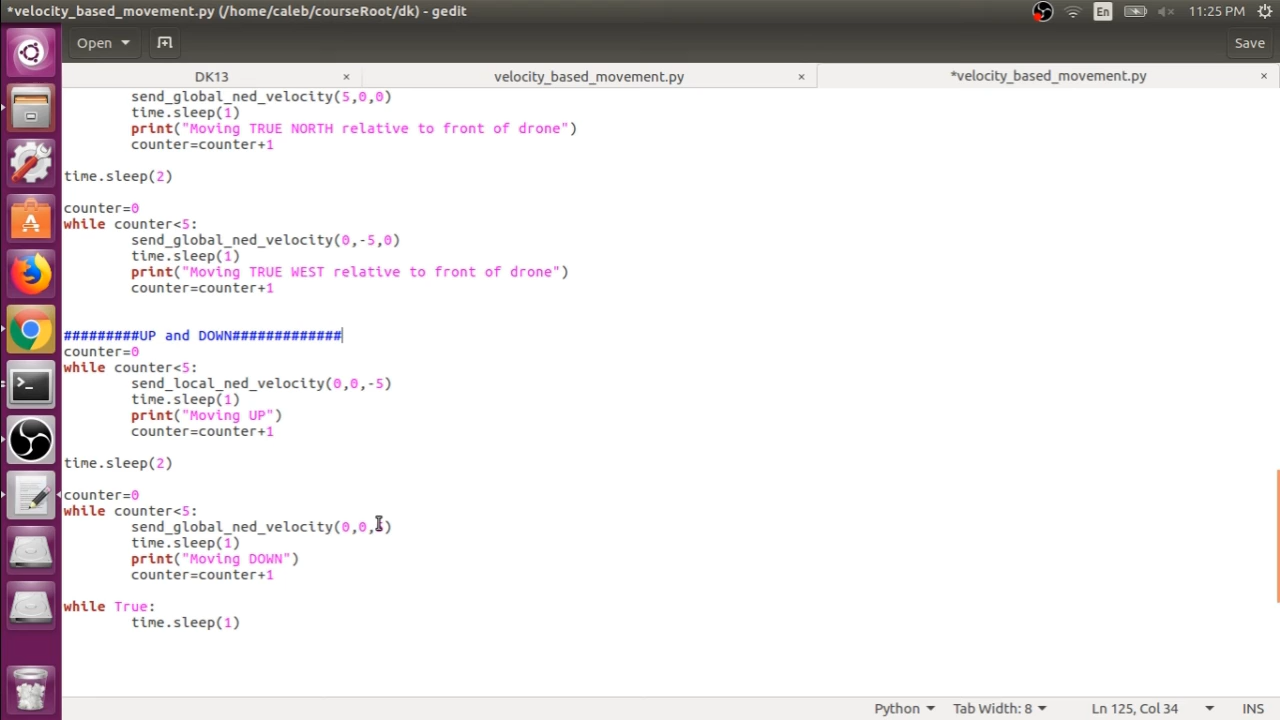 *velocity_based_movement.py (/home/caleb/courseRoot/dk) - gedit
En
11:25 PM
Open
Save
DK13
velocity_based_movement.py
*velocity_based_movement.py
send_global_ned_velocity(5,0,0)
time.sleep(1)
print("Moving TRUE NORTH relative to front of drone")
counter=counter+1
time.sleep(2)
counter=0
while counter<5:
send_global_ned_velocity(0,-5,0)
time.sleep(1)
print("Moving TRUE WEST relative to front of drone")
counter=counter+1
#########UP and DOWN#############
counter=0
while counter<5:
send_local_ned_velocity(0,0,-5)
time.sleep(1)
print("Moving UP")
counter=counter+1
time.sleep(2)
counter=0
while counter<5:
send_global_ned_velocity(0,0,5)
time.sleep(1)
print("Moving DOWN")
counter=counter+1
while True:
time.sleep(1)
Python
Tab Width: 8
Ln 125, Col 34
INS